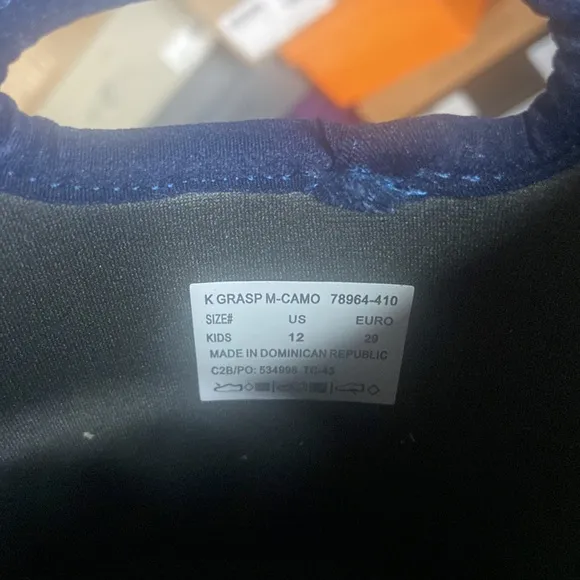 K GRASP M-CAMO 78964-410
SIZE# US EURO
KIDS 12 29
MADE IN DOMINICAN REPUBLIC
C2B/PO: 534998 TC-43